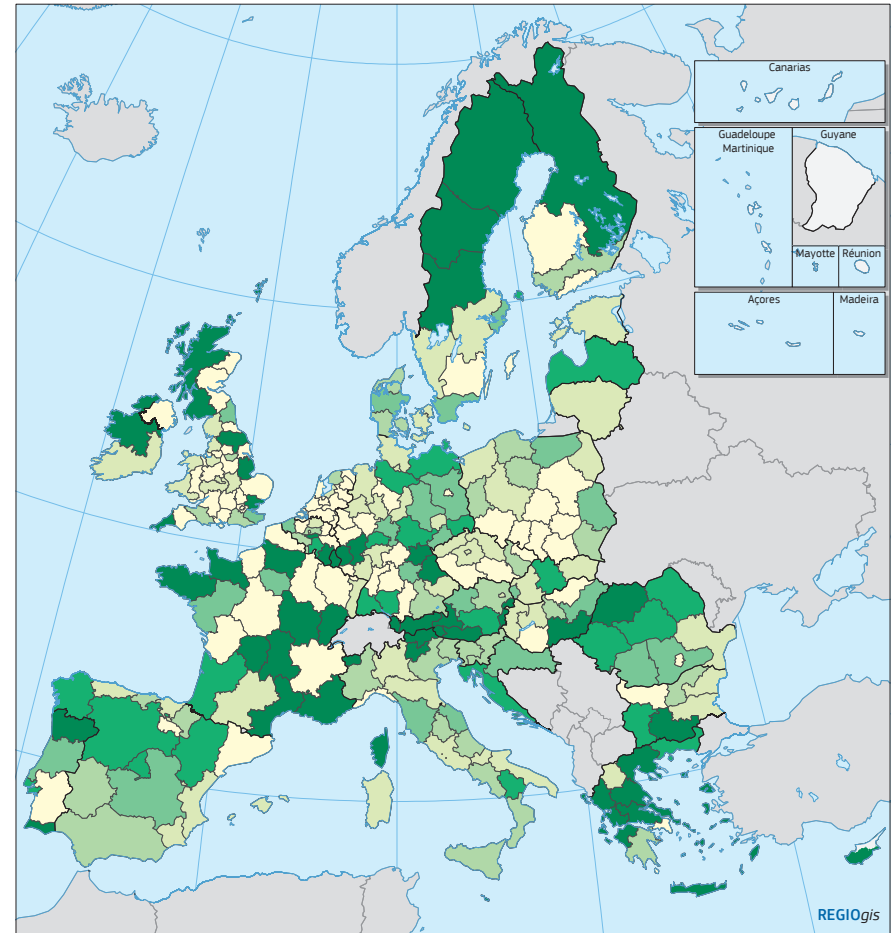 Canarias
Guadeloupe
Martinique
Guyane
Mayotte
Réunion
Açores
Madeira
REGIOgis